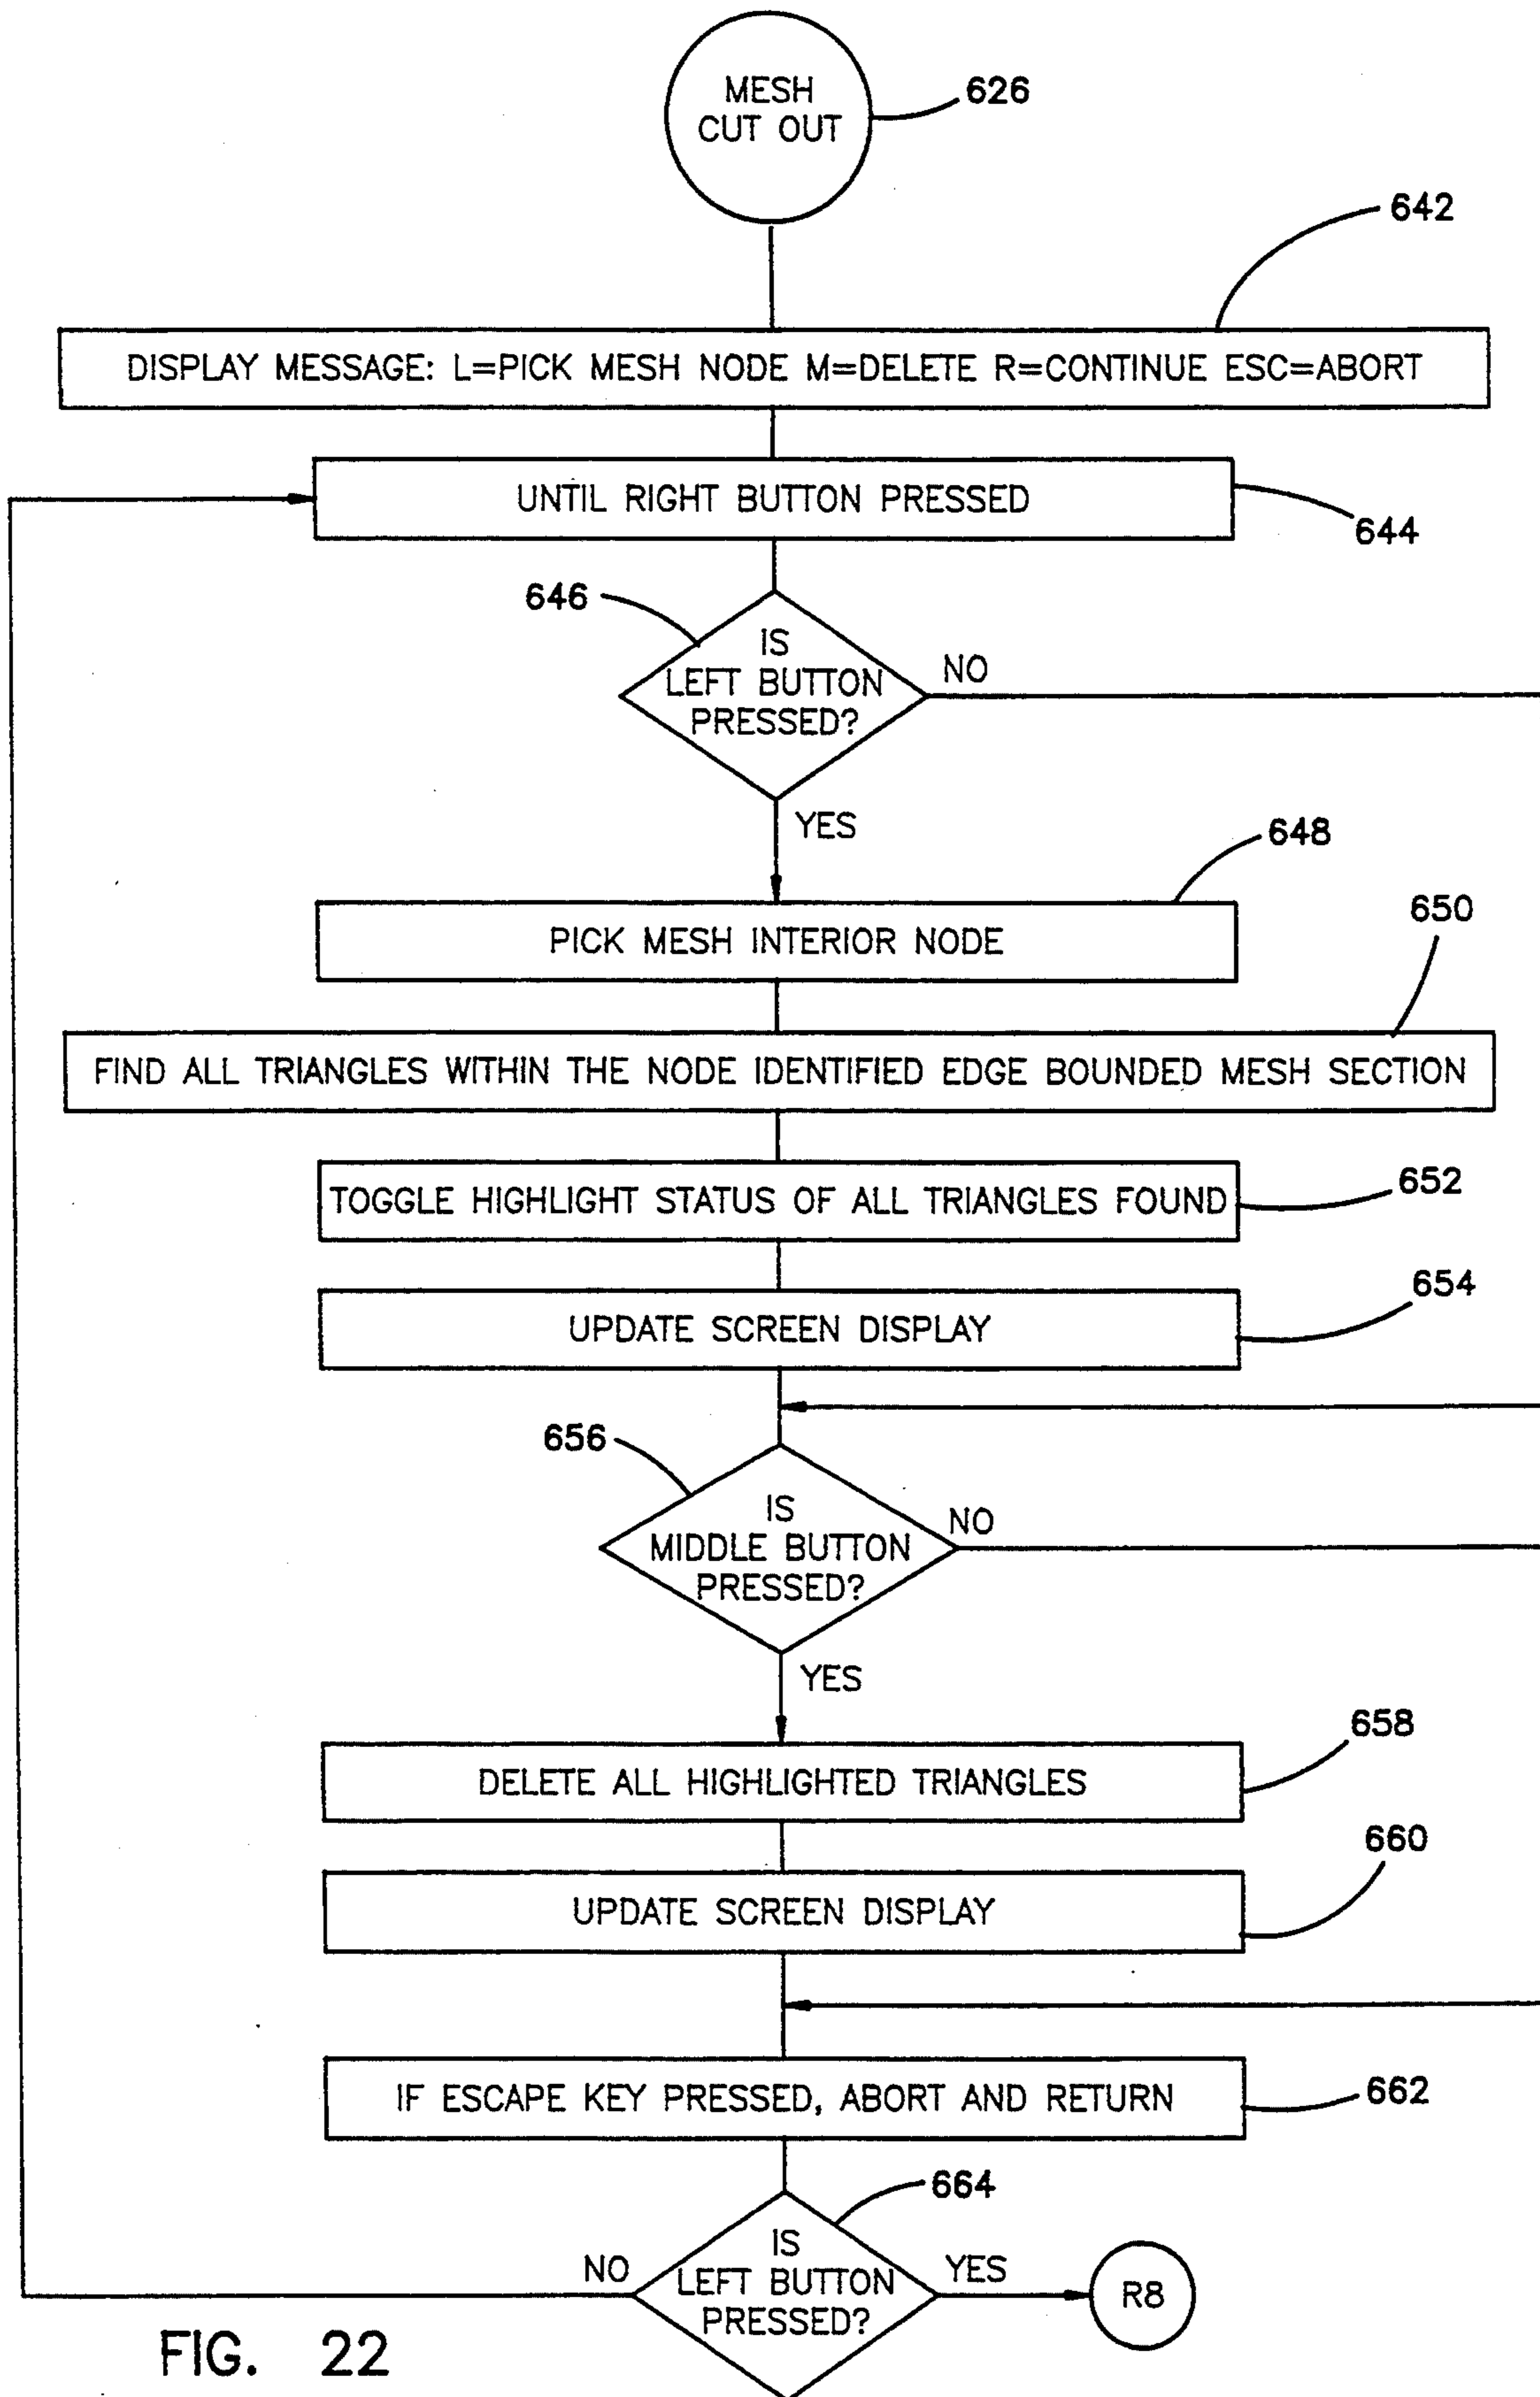 MESH
CUT OUT
626
642
DISPLAY MESSAGE: L=PICK MESH NODE M=DELETE R=CONTINUE ESC=ABORT
UNTIL RIGHT BUTTON PRESSED
644
646
IS
LEFT BUTTON
PRESSED?
NO
YES
648
PICK MESH INTERIOR NODE
650
FIND ALL TRIANGLES WITHIN THE NODE IDENTIFIED EDGE BOUNDED MESH SECTION
TOGGLE HIGHLIGHT STATUS OF ALL TRIANGLES FOUND
652
654
UPDATE SCREEN DISPLAY
656
IS
MIDDLE BUTTON
PRESSED?
NO
YES
658
DELETE ALL HIGHLIGHTED TRIANGLES
660
UPDATE SCREEN DISPLAY
IF ESCAPE KEY PRESSED, ABORT AND RETURN
662
664
IS
LEFT BUTTON
PRESSED?
NO
YES
R8
FIG. 22